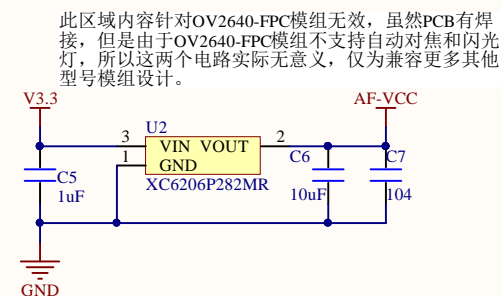 此区域内容针对OV2640-FPC模组无效，虽然PCB有焊
接，但是由于OV2640-FPC模组不支持自动对焦和闪光
灯，所以这两个电路实际无意义，仅为兼容更多其他
型号模组设计。
V3.3
AF-VCC
U2
3 VIN VOUT 2
1 GND
XC6206P282MR
C5
1uF
C6
10uF
C7
104
GND